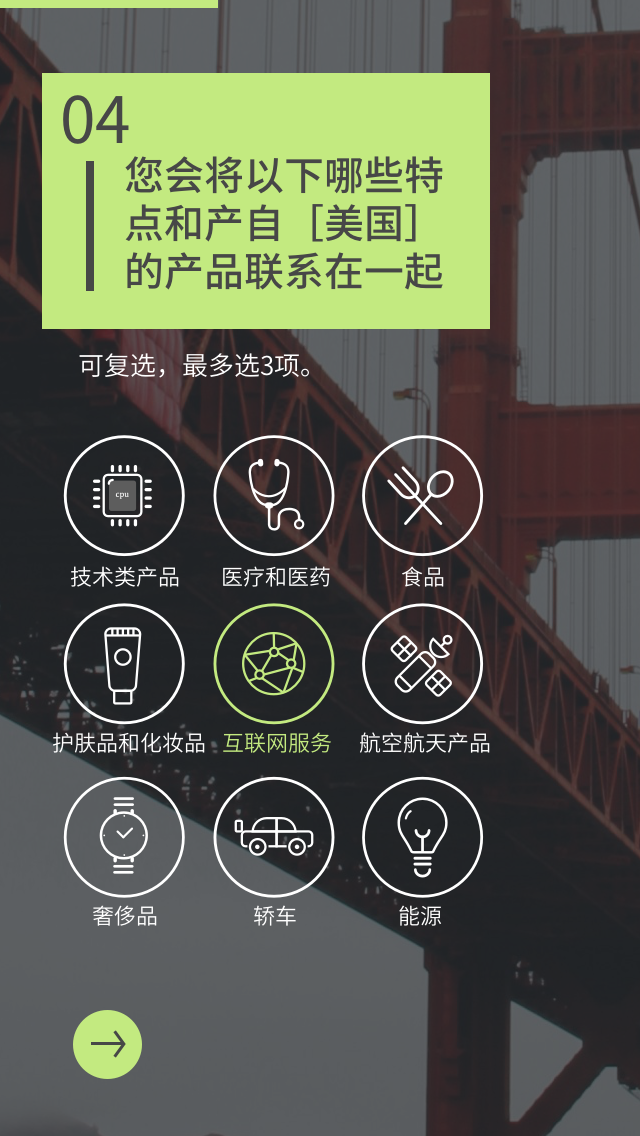 04
您会将以下哪些特
点和产自［美国］
的产品联系在一起
可复选，最多选3项。
cpu
技术类产品 医疗和医药 食品
护肤品和化妆品 互联网服务 航空航天产品
奢侈品 轿车 能源